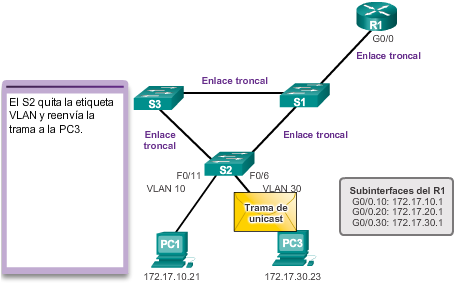 R1
G0/0
Enlace troncal
Enlace troncal
El S2 quita la etiqueta
VLAN y reenvía la
trama a la PC3.
S3
S1
Enlace
troncal
Enlace troncal
F0/11
S2
F0/6
VLAN 10
VLAN 30
Trama de
unicast
Subinterfaces del R1
G0/0.10: 172.17.10.1
G0/0.20: 172.17.20.1
G0/0.30: 172.17.30.1
PC1
PC3
172.17.10.21
172.17.30.23